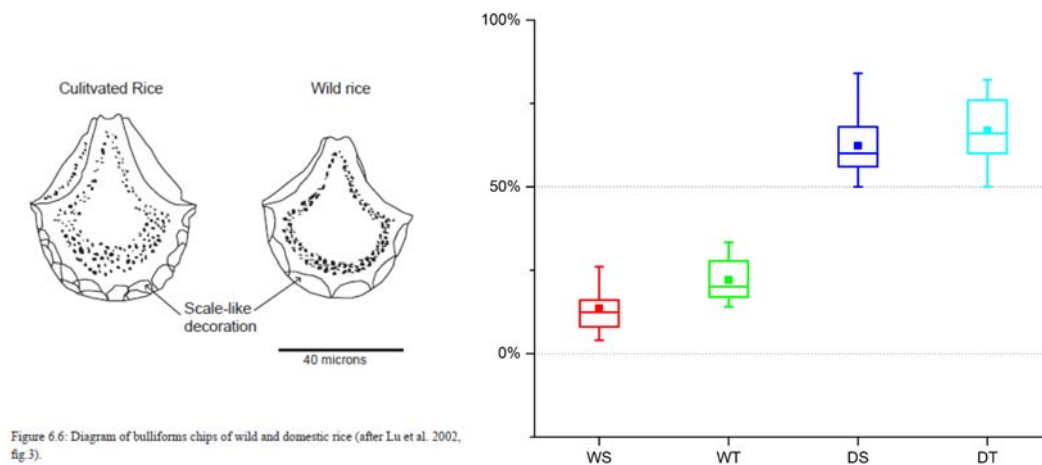 Culitvated Rice
Wild rice
Scale-like
decoration
40 microns
Figure 6.6: Diagram of bulliforms chips of wild and domestic rice (after Lu et al. 2002,
fig.3).
100%
50%
0%
WS WT DS DT